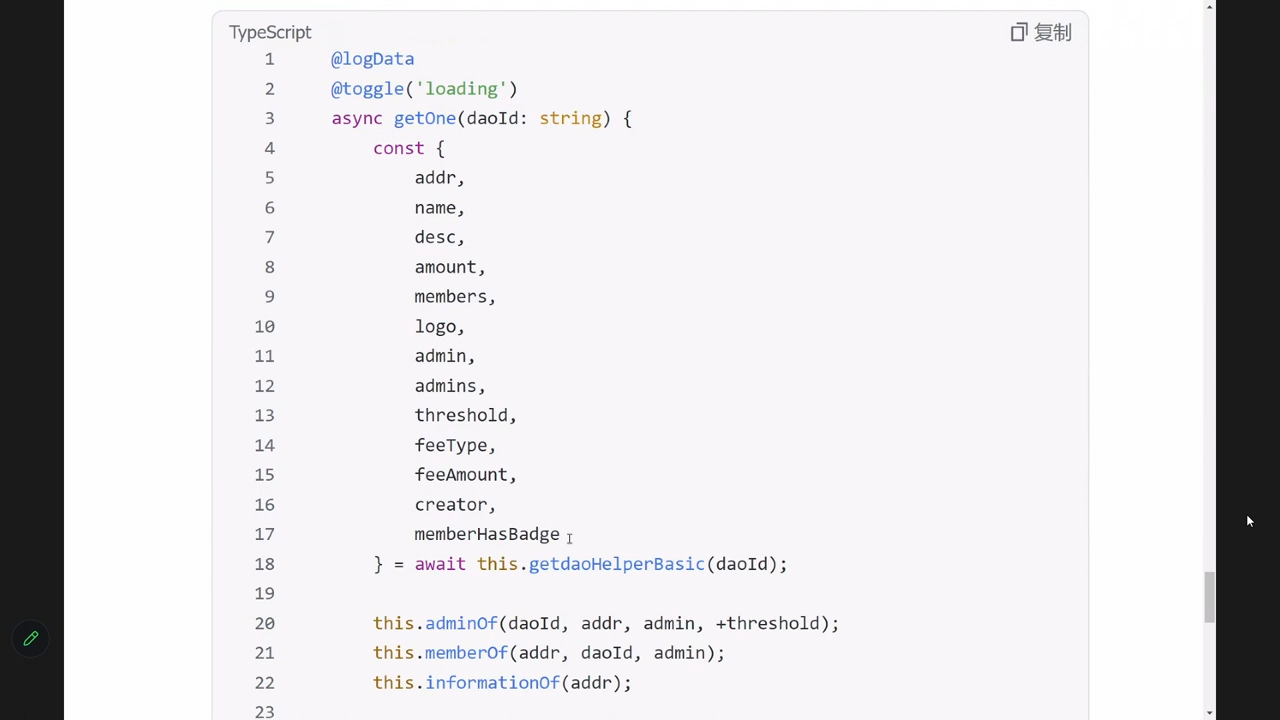 TypeScript 复制
1 @logData
2 @toggle('loading')
3 async getOne(daoId: string) {
4 const {
5 addr,
6 name,
7 desc,
8 amount,
9 members,
10 logo,
11 admin,
12 admins,
13 threshold,
14 feeType,
15 feeAmount,
16 creator,
17 memberHasBadge
18 } = await this.getdaoHelperBasic(daoId);
19
20 this.adminOf(daoId, addr, admin, +threshold);
21 this.memberOf(addr, daoId, admin);
22 this.informationOf(addr);
23